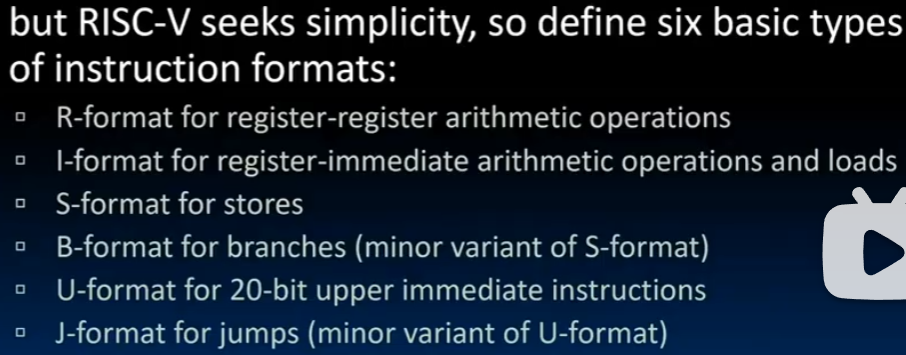 but RISC-V seeks simplicity, so define six basic types
of instruction formats:
▫ R-format for register-register arithmetic operations
▫ I-format for register-immediate arithmetic operations and loads
▫ S-format for stores
▫ B-format for branches (minor variant of S-format)
▫ U-format for 20-bit upper immediate instructions
▫ J-format for jumps (minor variant of U-format)